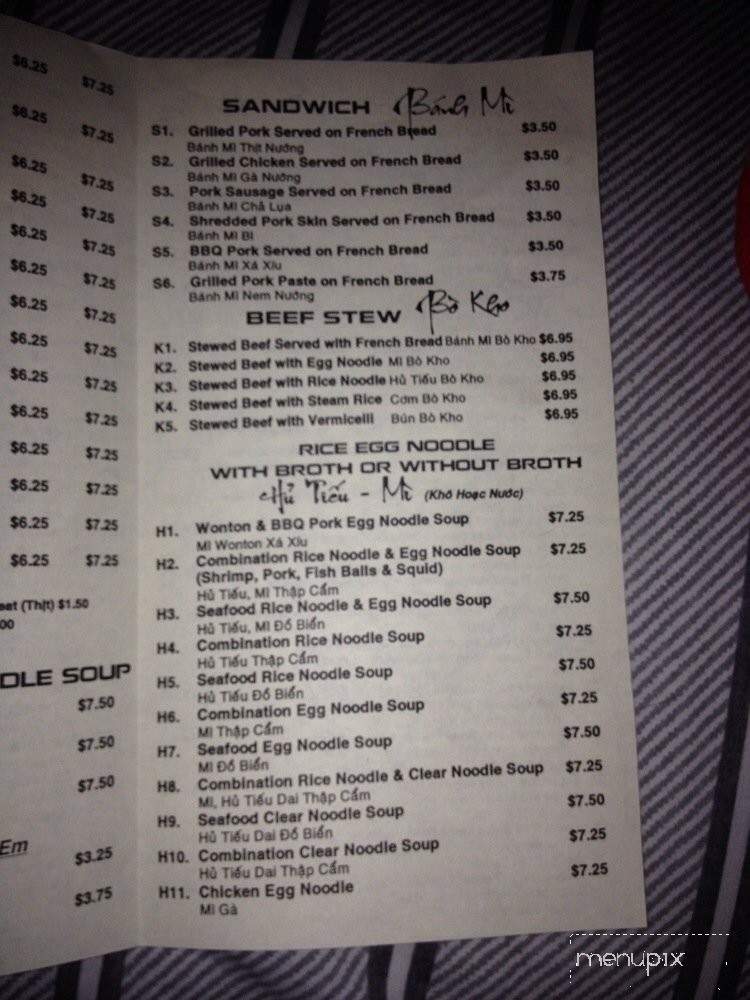 $6.25 $7.25
$6.25 $7.25
$6.25 $7.25
$6.25 $7.25
$6.25 $7.25
$6.25 $7.25
$6.25 $7.25
$6.25 $7.25
$6.25 $7.25
$6.25 $7.25
$6.25 $7.25
$6.25 $7.25
$6.25 $7.25
$6.25 $7.25
(Thịt) $1.50
00
DLE SOUP
$7.50
$7.50
$7.50
Em
$3.25
$3.75
SANDWICH Bánh Mì
S1. Grilled Pork Served on French Bread $3.50
Bánh Mì Thịt Nướng
S2. Grilled Chicken Served on French Bread $3.50
Bánh Mì Gà Nướng
S3. Pork Sausage Served on French Bread $3.50
Bánh Mì Chả Lụa
S4. Shredded Pork Skin Served on French Bread $3.50
Bánh Mì Bì
S5. BBQ Pork Served on French Bread $3.50
Bánh Mì Xá Xíu
S6. Grilled Pork Paste on French Bread $3.75
Bánh Mì Nem Nướng
BEEF STEW Bò Kho
K1. Stewed Beef Served with French Bread Bánh Mì Bò Kho $6.95
K2. Stewed Beef with Egg Noodle Mì Bò Kho $6.95
K3. Stewed Beef with Rice Noodle Hủ Tiếu Bò Kho $6.95
K4. Stewed Beef with Steam Rice Cơm Bò Kho $6.95
K5. Stewed Beef with Vermicelli Bún Bò Kho $6.95
RICE EGG NOODLE
WITH BROTH OR WITHOUT BROTH
Hủ Tiếu - Mì (Khô Hoặc Nước)
H1. Wonton & BBQ Pork Egg Noodle Soup $7.25
Mì Wonton Xá Xíu
H2. Combination Rice Noodle & Egg Noodle Soup $7.25
(Shrimp, Pork, Fish Balls & Squid)
Hủ Tiếu, Mì Thập Cẩm
H3. Seafood Rice Noodle & Egg Noodle Soup $7.50
Hủ Tiếu, Mì Đồ Biển
H4. Combination Rice Noodle Soup $7.25
Hủ Tiếu Thập Cẩm
H5. Seafood Rice Noodle Soup $7.50
Hủ Tiếu Đồ Biển
H6. Combination Egg Noodle Soup $7.25
Mì Thập Cẩm
H7. Seafood Egg Noodle Soup $7.50
Mì Đồ Biển
H8. Combination Rice Noodle & Clear Noodle Soup $7.25
Mì, Hủ Tiếu Dai Thập Cẩm
H9. Seafood Clear Noodle Soup $7.50
Hủ Tiếu Dai Đồ Biển
H10. Combination Clear Noodle Soup $7.25
Hủ Tiếu Dai Thập Cẩm
H11. Chicken Egg Noodle $7.25
Mì Gà
menupix